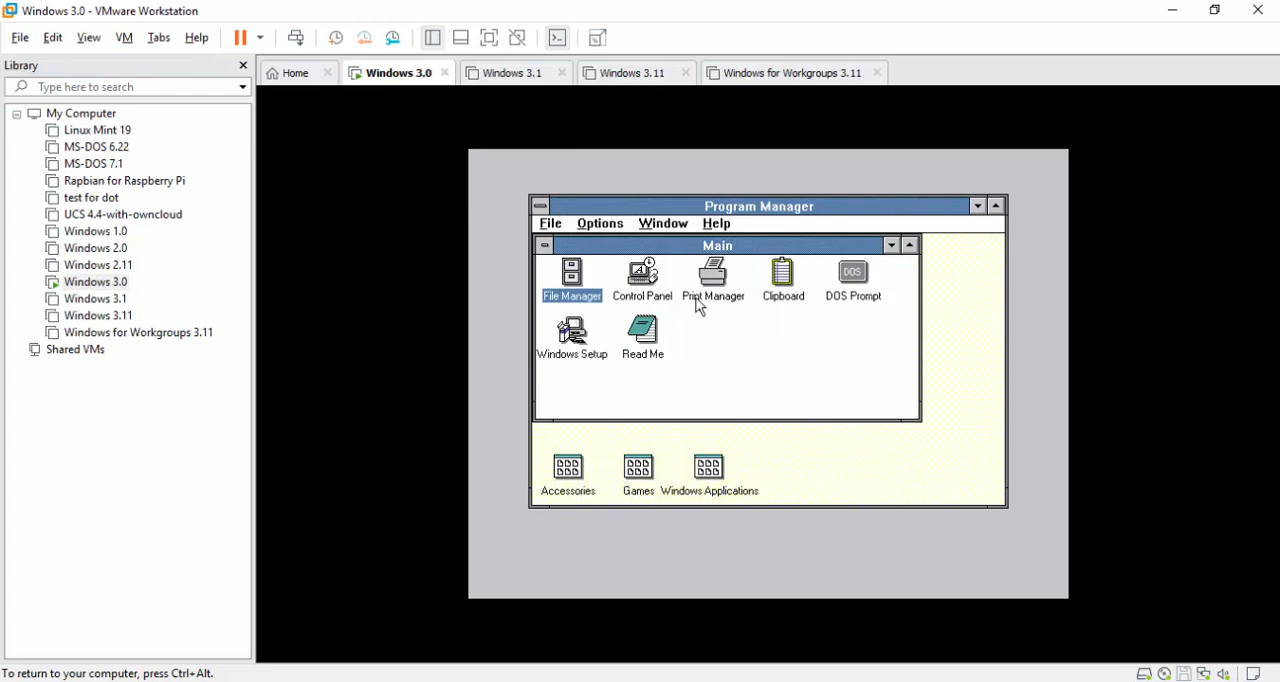 Windows 3.0 - VMware Workstation
File Edit View VM Tabs Help
Library
Type here to search
My Computer
Linux Mint 19
MS-DOS 6.22
MS-DOS 7.1
Rapbian for Raspberry Pi
test for dot
UCS 4.4-with-owncloud
Windows 1.0
Windows 2.0
Windows 2.11
Windows 3.0
Windows 3.1
Windows 3.11
Windows for Workgroups 3.11
Shared VMs
Home Windows 3.0 Windows 3.1 Windows 3.11 Windows for Workgroups 3.11
Program Manager
File Options Window Help
Main
File Manager Control Panel Print Manager Clipboard DOS DOS Prompt
Windows Setup Read Me
Accessories Games Windows Applications
To return to your computer, press Ctrl+Alt.